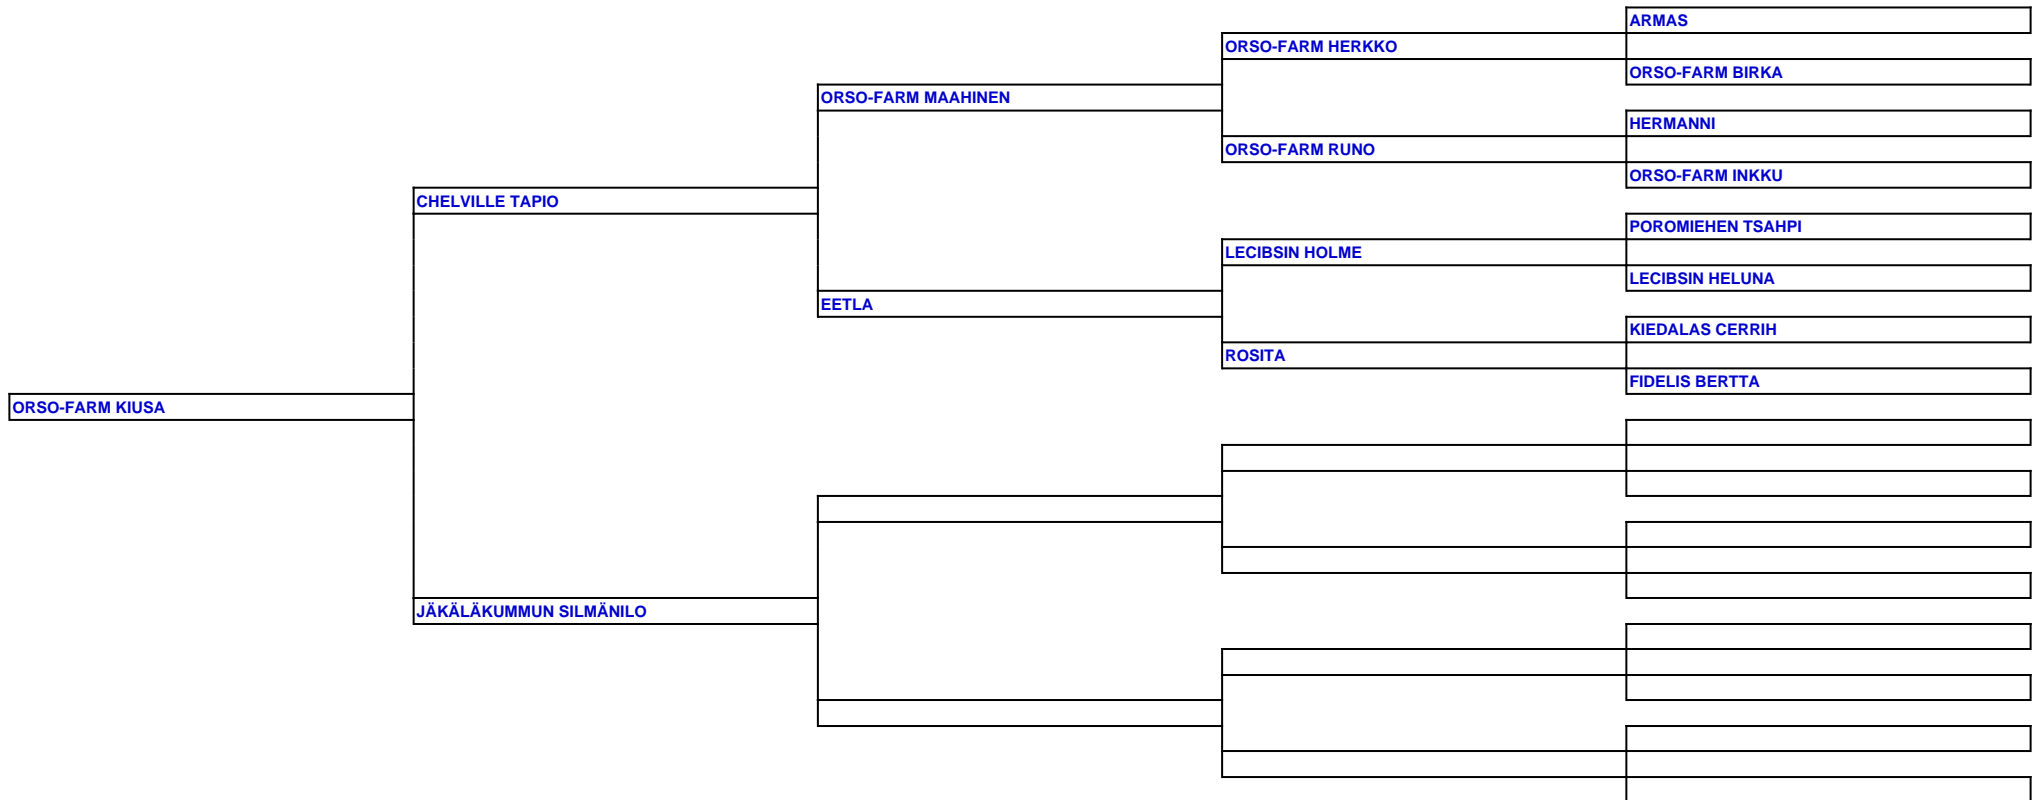 ARMAS
ORSO-FARM HERKKO
ORSO-FARM BIRKA
ORSO-FARM MAAHINEN
HERMANNI
ORSO-FARM RUNO
ORSO-FARM INKKU
CHELVILLE TAPIO
POROMIEHEN TSAHPI
LECIBSIN HOLME
LECIBSIN HELUNA
EETLA
KIEDALAS CERRIH
ROSITA
FIDELIS BERTTA
ORSO-FARM KIUSA
JÄKÄLÄKUMMUN SILMÄNILO